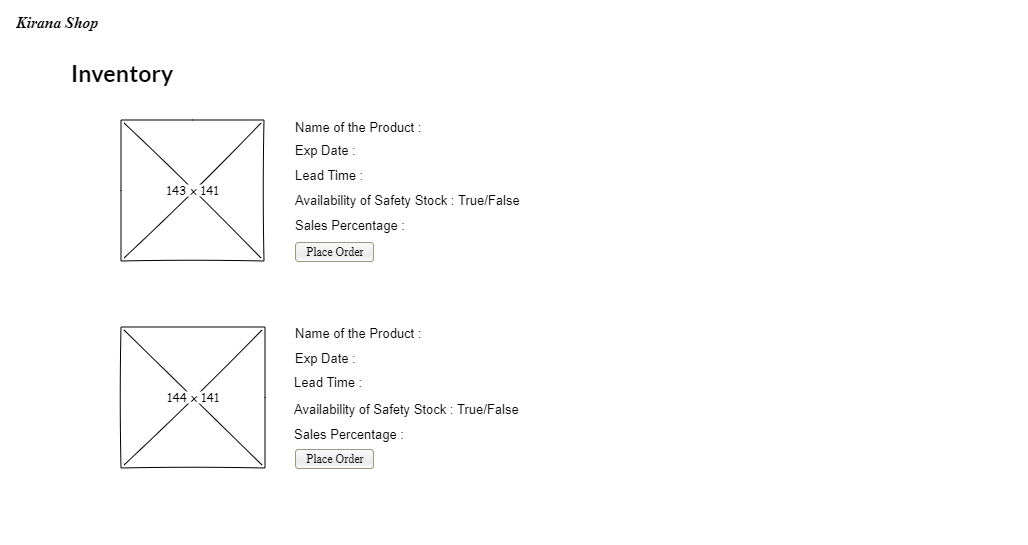 Kirana Shop
Inventory
143 x 141
Name of the Product :
Exp Date :
Lead Time :
Availability of Safety Stock : True/False
Sales Percentage :
Place Order
144 x 141
Name of the Product :
Exp Date :
Lead Time :
Availability of Safety Stock : True/False
Sales Percentage :
Place Order